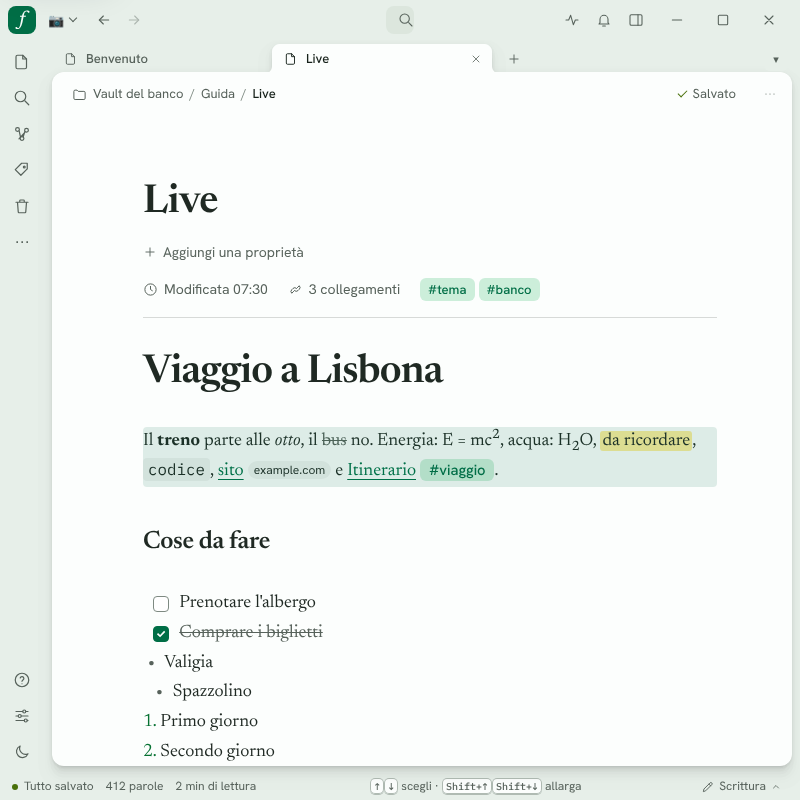 f
Benvenuto
Live
Vault del banco / Guida / Live
Salvato
Live
Aggiungi una proprietà
Modificata 07:30
3 collegamenti
#tema
#banco
Viaggio a Lisbona
Il treno parte alle otto, il bus no. Energia: E = mc², acqua: H₂O, da ricordare,
codice, sito example.com e Itinerario #viaggio.
Cose da fare
Prenotare l'albergo
Comprare i biglietti
• Valigia
• Spazzolino
1. Primo giorno
2. Secondo giorno
Tutto salvato
412 parole
2 min di lettura
↑ ↓ scegli · Shift+↑ Shift+↓ allarga
Scrittura